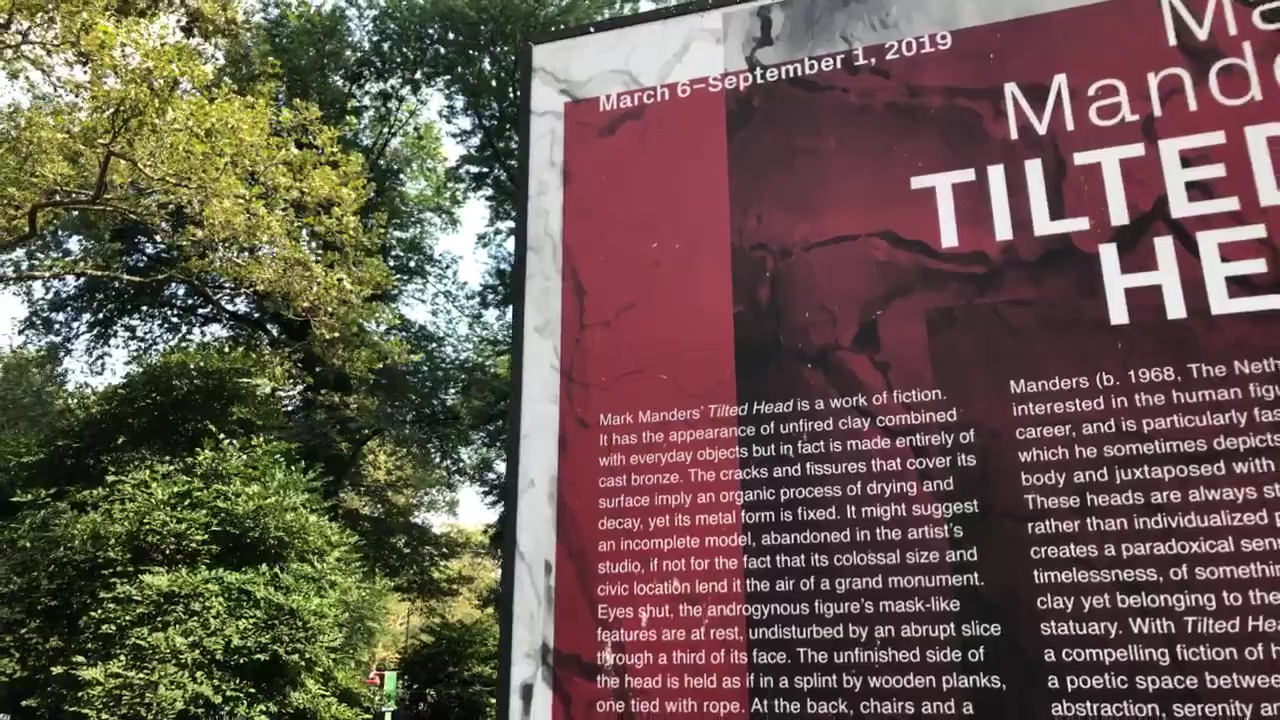 March 6–September 1, 2019
Ma
Mande
TILTED
HE
Mark Manders' Tilted Head is a work of fiction.
It has the appearance of unfired clay combined
with everyday objects but in fact is made entirely of
cast bronze. The cracks and fissures that cover its
surface imply an organic process of drying and
decay, yet its metal form is fixed. It might suggest
an incomplete model, abandoned in the artist's
studio, if not for the fact that its colossal size and
civic location lend it the air of a grand monument.
Eyes shut, the androgynous figure's mask-like
features are at rest, undisturbed by an abrupt slice
through a third of its face. The unfinished side of
the head is held as if in a splint by wooden planks,
one tied with rope. At the back, chairs and a
Manders (b. 1968, The Neth
interested in the human figu
career, and is particularly fas
which he sometimes depicts
body and juxtaposed with
These heads are always st
rather than individualized
creates a paradoxical sen
timelessness, of somethin
clay yet belonging to the
statuary. With Tilted Hea
a compelling fiction of h
a poetic space betwee
abstraction, serenity an